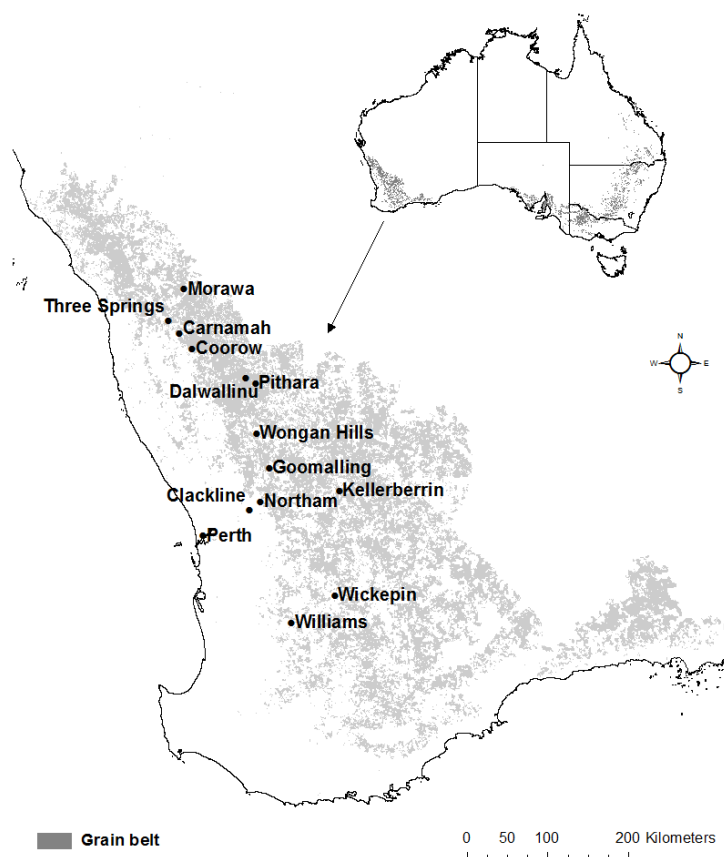 Morawa
Three Springs
Carnamah
Coorow
Pithara
Dalwallinu
Wongan Hills
Goomalling
Kellerberrin
Clackline
Northam
Perth
Wickepin
Williams
N
W E
S
Grain belt
0 50 100 200 Kilometers